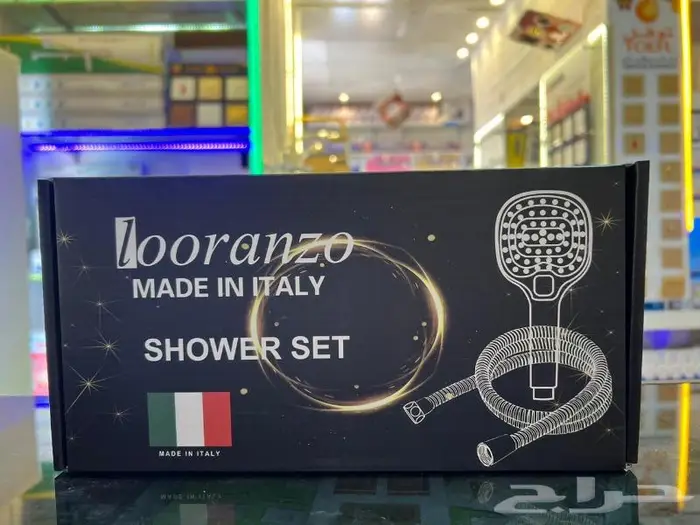 looranzo
MADE IN ITALY
SHOWER SET
MADE IN ITALY
حراج